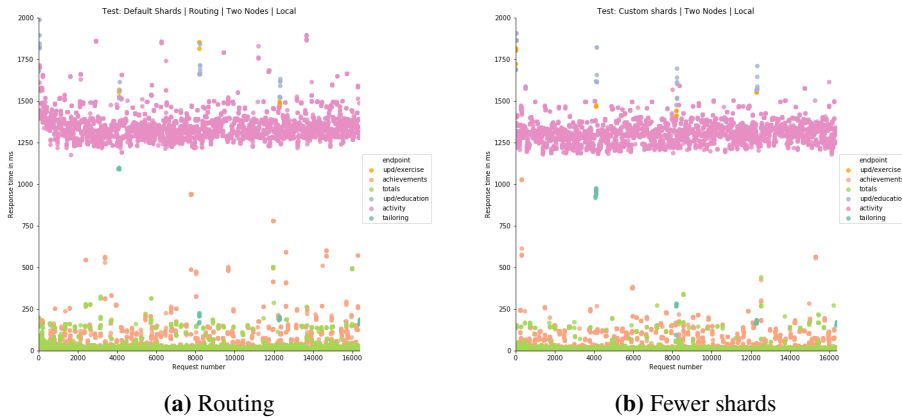 Test: Default Shards | Routing | Two Nodes | Local
2000
1750
1500
1250
1000
750
500
250
0
Response time in ms
0
2000
4000
6000
8000
10000
12000
14000
16000
Request number
endpoint
upd/exercise
achievements
totals
upd/education
activity
tailoring
(a) Routing
Test: Custom shards | Two Nodes | Local
2000
1750
1500
1250
1000
750
500
250
0
Response time in ms
0
2000
4000
6000
8000
10000
12000
14000
16000
Request number
endpoint
upd/exercise
achievements
totals
upd/education
activity
tailoring
(b) Fewer shards